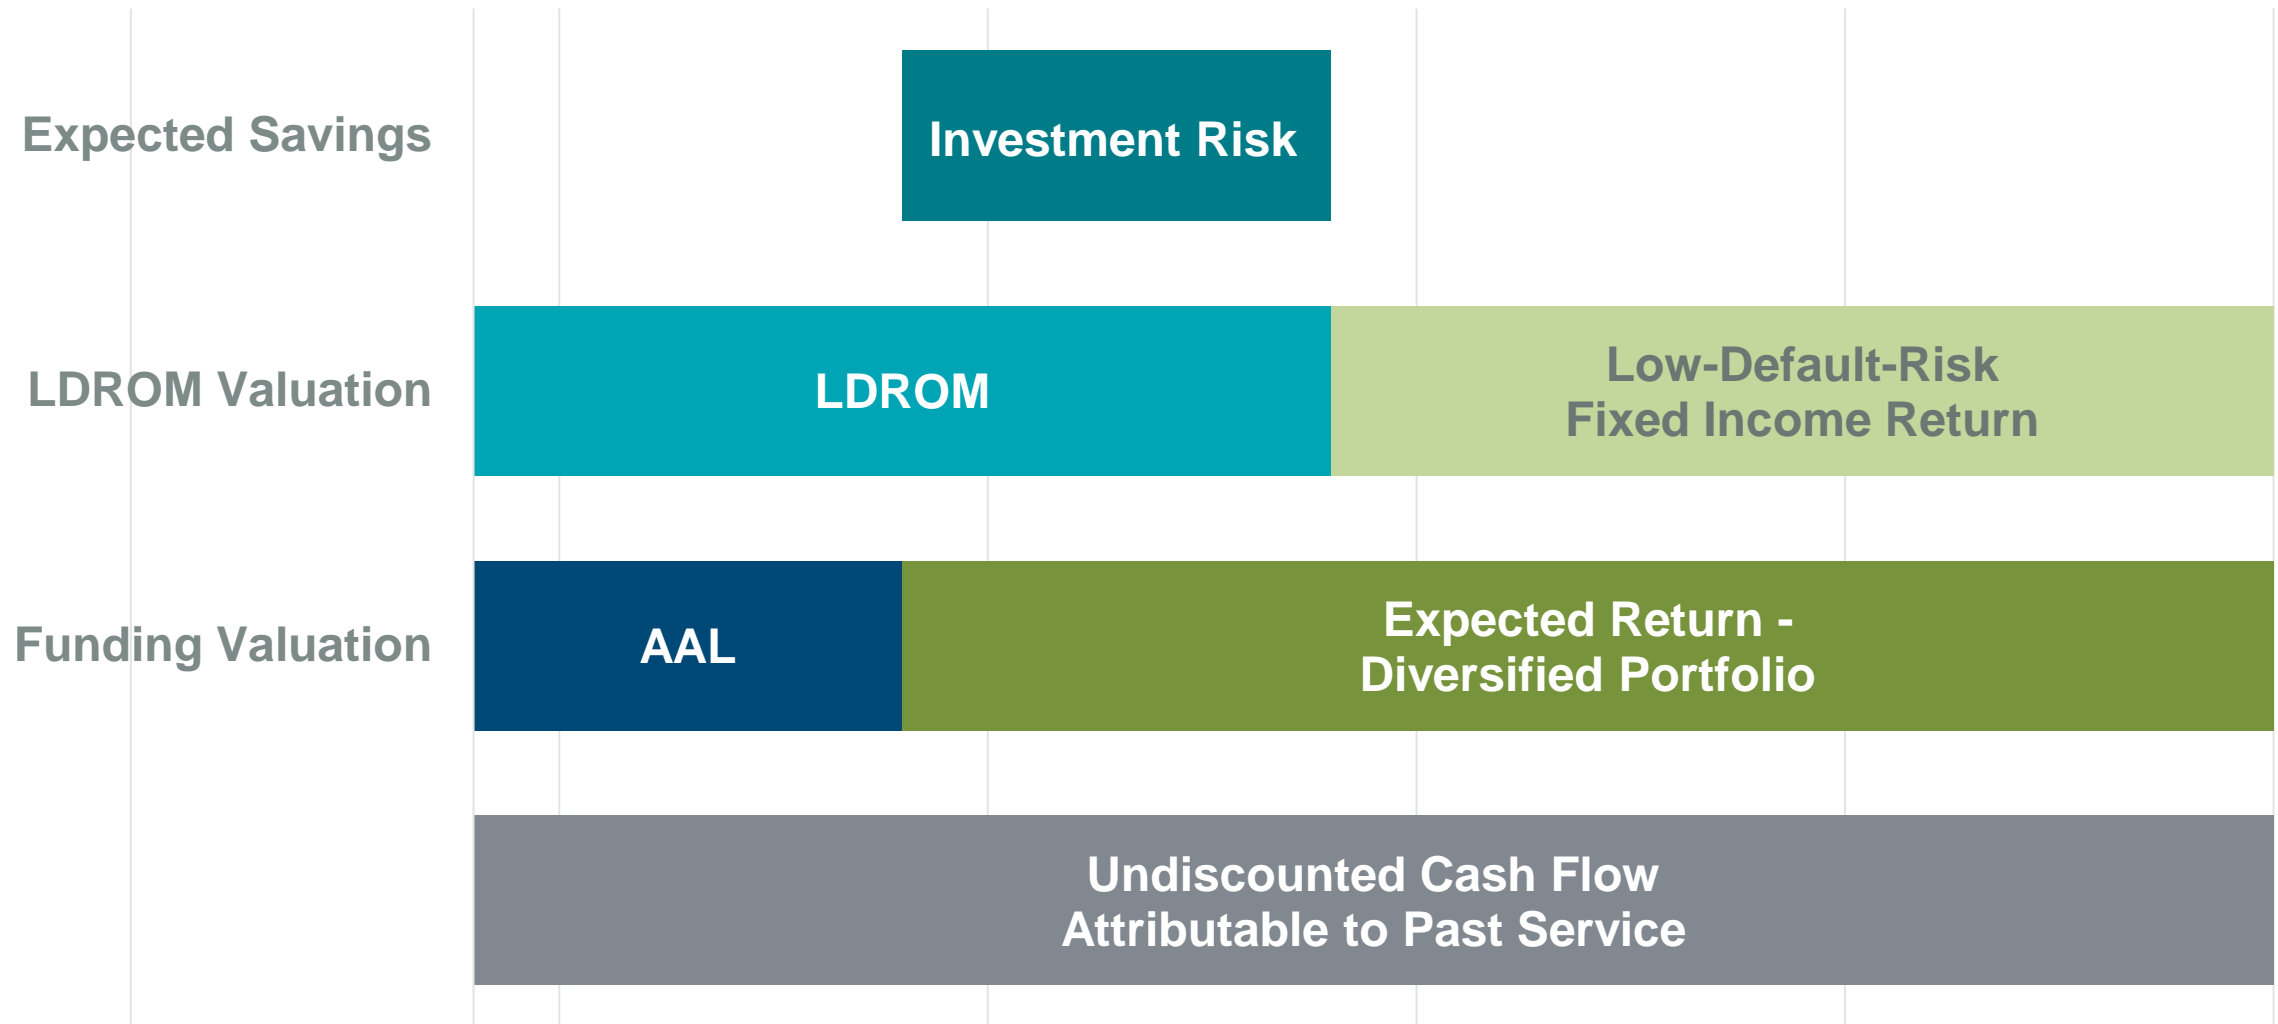 Expected Savings
Investment Risk
LDROM Valuation
LDROM
Low-Default-Risk
Fixed Income Return
Funding Valuation
AAL
Expected Return -
Diversified Portfolio
Undiscounted Cash Flow
Attributable to Past Service